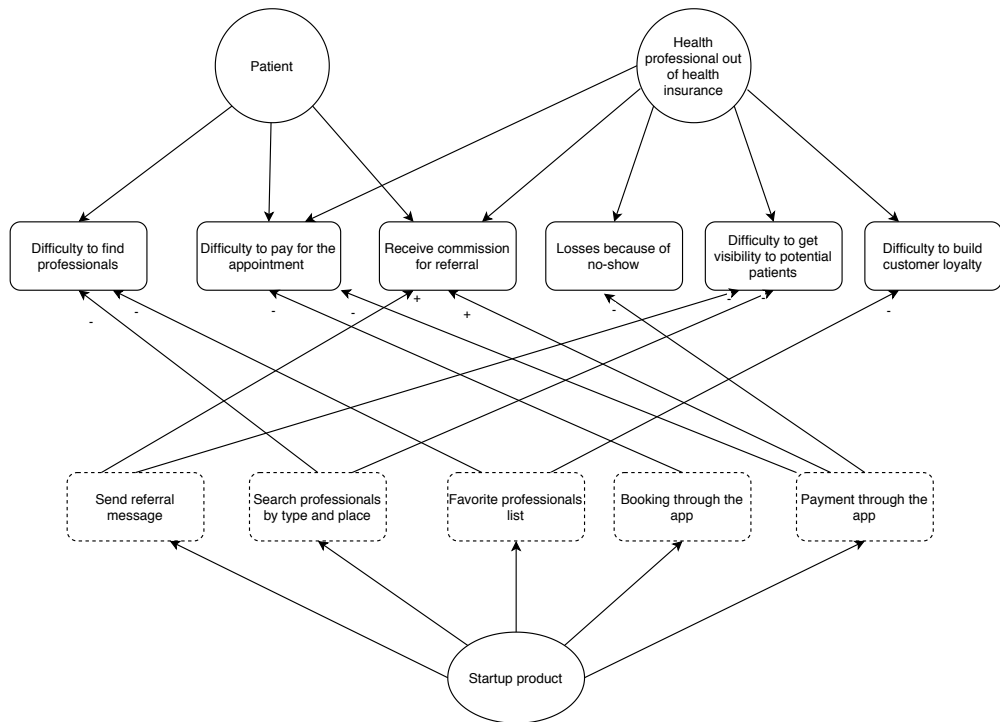 Patient
Health
professional out
of health
insurance
Difficulty to find
professionals
Difficulty to pay for the
appointment
Receive commission
for referral
Losses because of
no-show
Difficulty to get
visibility to potential
patients
Difficulty to build
customer loyalty
-
-
-
-
+
+
-
-
-
-
Send referral
message
Search professionals
by type and place
Favorite professionals
list
Booking through the
app
Payment through the
app
Startup product